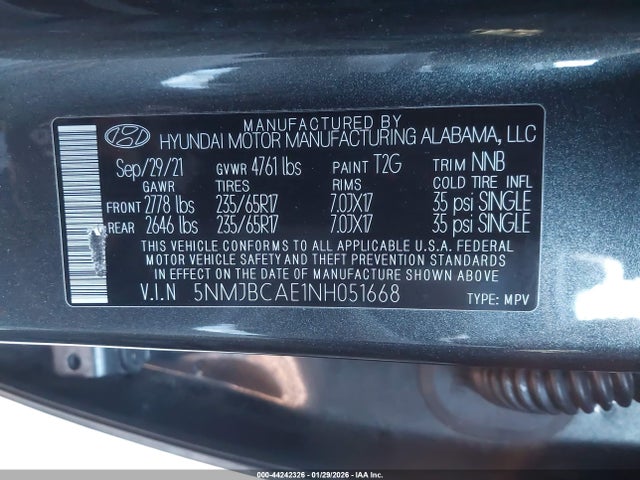 MANUFACTURED BY
HYUNDAI MOTOR MANUFACTURING ALABAMA, LLC
Sep/29/21 GVWR 4761 lbs PAINT T2G TRIM NNB
GAWR TIRES RIMS COLD TIRE INFL
FRONT 2778 lbs 235/65R17 7.0JX17 35 psi SINGLE
REAR 2646 lbs 235/65R17 7.0JX17 35 psi SINGLE
THIS VEHICLE CONFORMS TO ALL APPLICABLE U.S.A. FEDERAL
MOTOR VEHICLE SAFETY, BUMPER, AND THEFT PREVENTION STANDARDS
IN EFFECT ON THE DATE OF MANUFACTURE SHOWN ABOVE.
V.I.N 5NMJBCAE1NH051668 TYPE: MPV
000-44242326 - 01/29/2026 - IAA Inc.